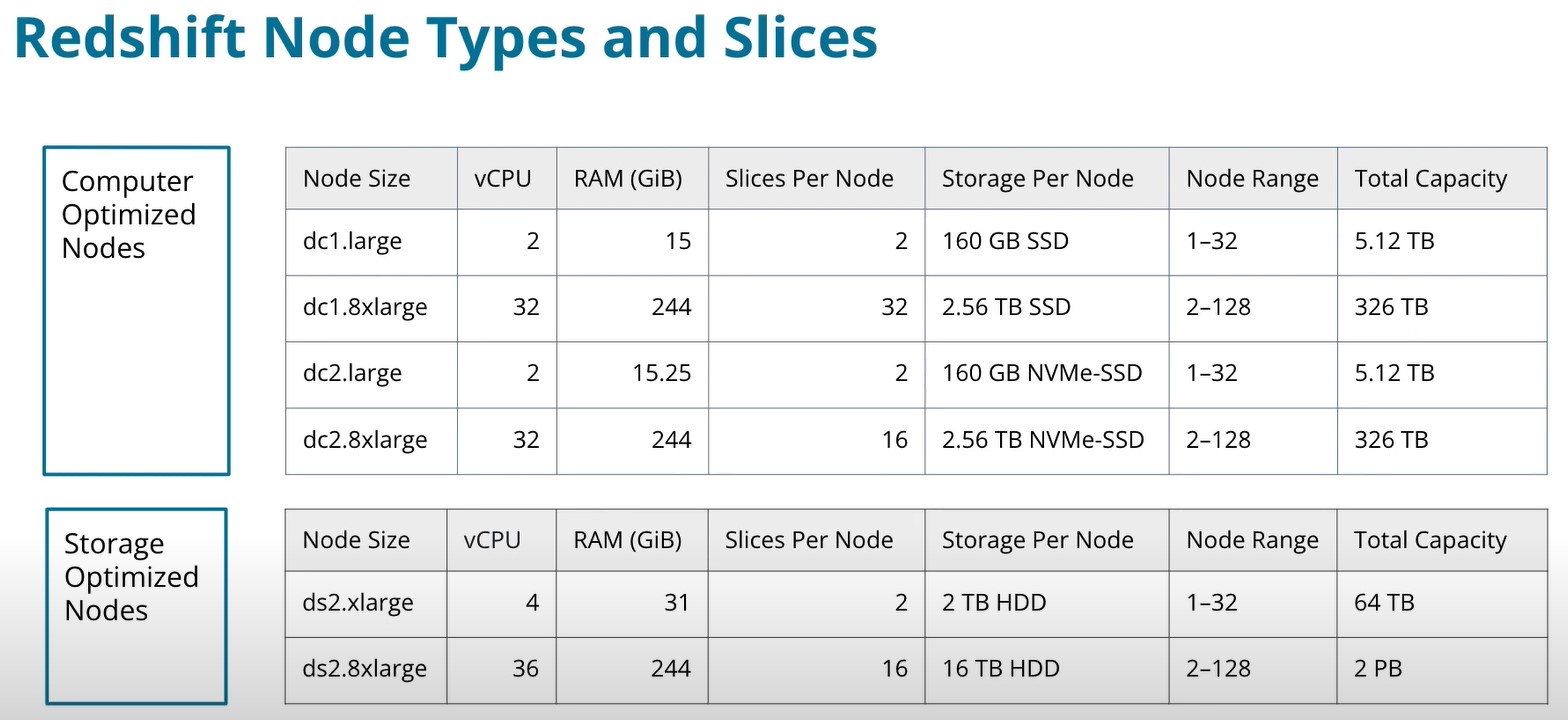 Redshift Node Types and Slices
Computer
Optimized
Nodes
Node Size vCPU RAM (GiB) Slices Per Node Storage Per Node Node Range Total Capacity
dc1.large 2 15 2 160 GB SSD 1–32 5.12 TB
dc1.8xlarge 32 244 32 2.56 TB SSD 2–128 326 TB
dc2.large 2 15.25 2 160 GB NVMe-SSD 1–32 5.12 TB
dc2.8xlarge 32 244 16 2.56 TB NVMe-SSD 2–128 326 TB
Storage
Optimized
Nodes
Node Size vCPU RAM (GiB) Slices Per Node Storage Per Node Node Range Total Capacity
ds2.xlarge 4 31 2 2 TB HDD 1–32 64 TB
ds2.8xlarge 36 244 16 16 TB HDD 2–128 2 PB